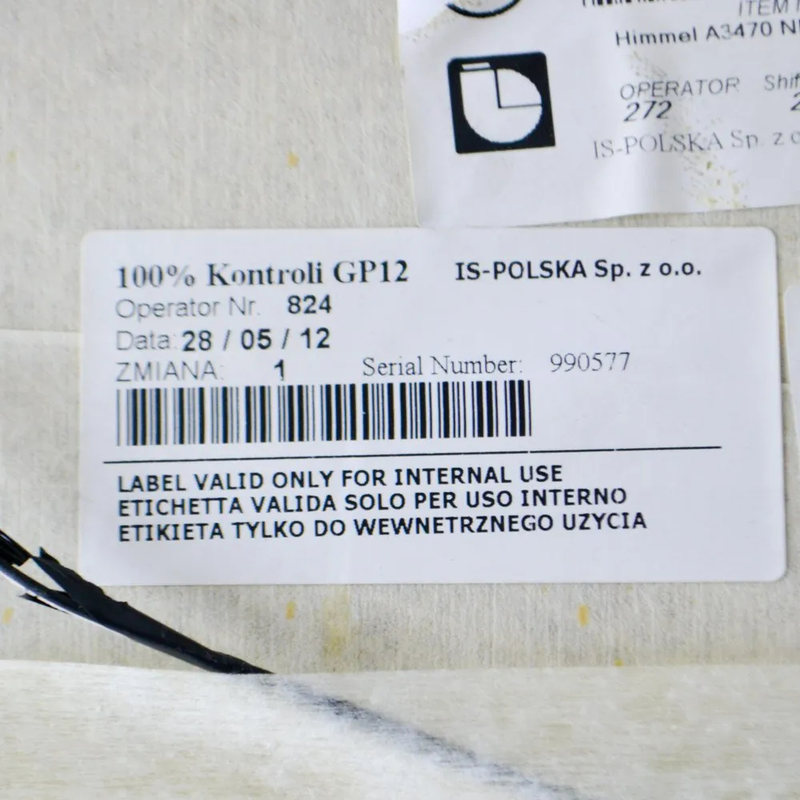 ITEM
Himmel A3470
OPERATOR Shif
272
IS-POLSKA Sp. z o
100% Kontroli GP12 IS-POLSKA Sp. z o.o.
Operator Nr. 824
Data: 28 / 05 / 12
ZMIANA: 1 Serial Number: 990577
LABEL VALID ONLY FOR INTERNAL USE
ETICHETTA VALIDA SOLO PER USO INTERNO
ETIKIETA TYLKO DO WEWNETRZNEGO UZYCIA